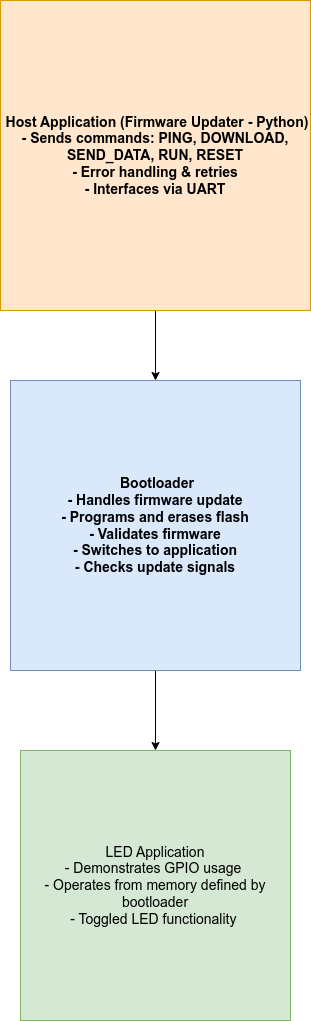 Host Application (Firmware Updater - Python)
- Sends commands: PING, DOWNLOAD,
SEND_DATA, RUN, RESET
- Error handling & retries
- Interfaces via UART
Bootloader
- Handles firmware update
- Programs and erases flash
- Validates firmware
- Switches to application
- Checks update signals
LED Application
- Demonstrates GPIO usage
- Operates from memory defined by
bootloader
- Toggled LED functionality